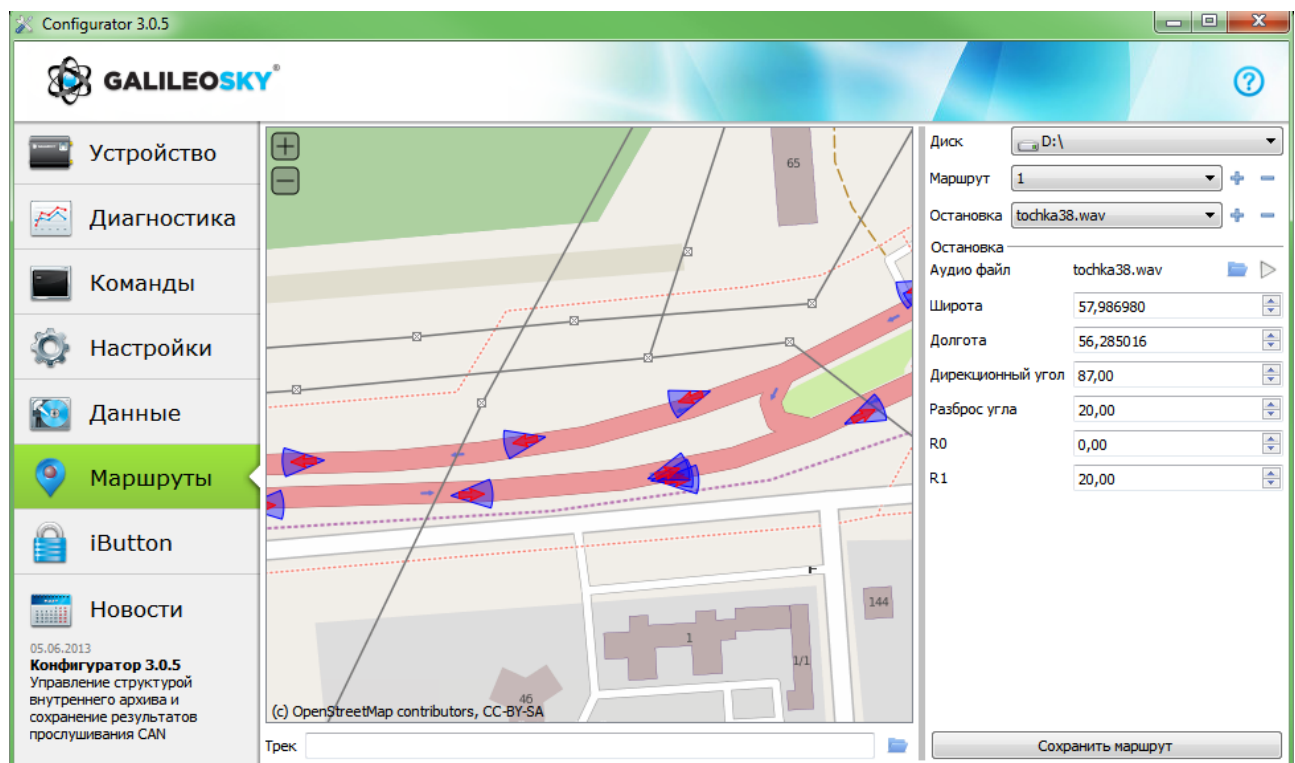 Configurator 3.0.5
GALILEOSKY®
Устройство
Диагностика
Команды
Настройки
Данные
Маршруты
iButton
Новости
05.06.2013
Конфигуратор 3.0.5
Управление структурой
внутреннего архива и
сохранение результатов
прослушивания CAN
65
144
1
1/1
46
(c) OpenStreetMap contributors, CC-BY-SA
Трек
Диск D:\
Маршрут 1
Остановка tochka38.wav
Остановка
Аудио файл tochka38.wav
Широта 57,986980
Долгота 56,285016
Дирекционный угол 87,00
Разброс угла 20,00
R0 0,00
R1 20,00
Сохранить маршрут